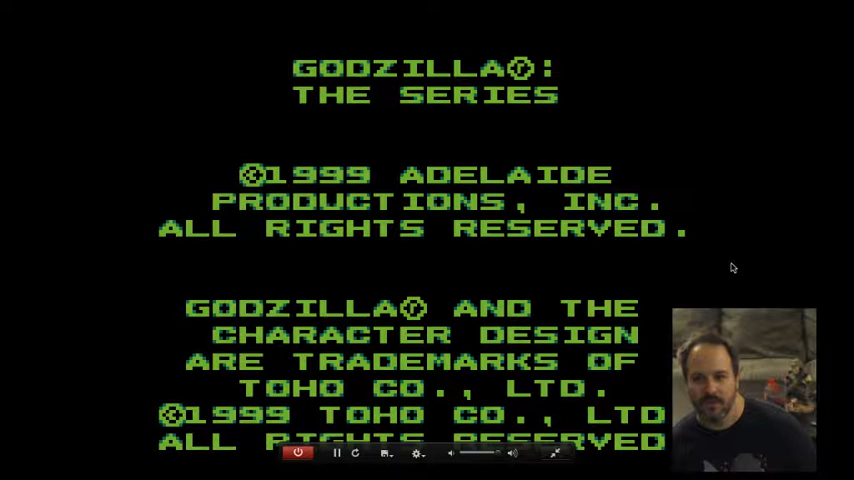 GODZILLA®:
THE SERIES
©1999 ADELAIDE
PRODUCTIONS, INC.
ALL RIGHTS RESERVED.
GODZILLA® AND THE
CHARACTER DESIGN
ARE TRADEMARKS OF
TOHO CO., LTD.
©1999 TOHO CO., LTD
ALL RIGHTS RESERVED